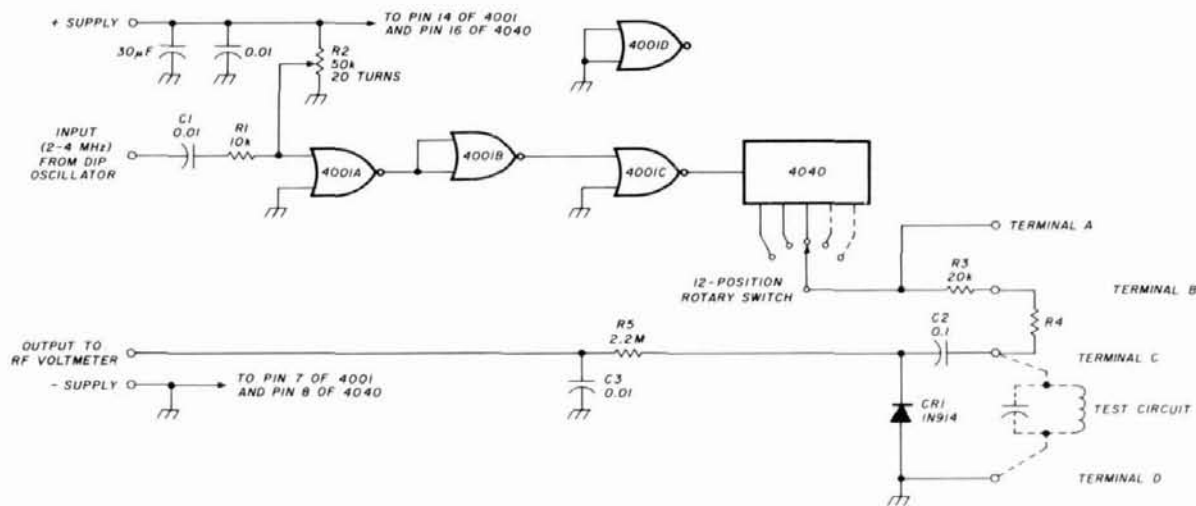 + SUPPLY
TO PIN 14 OF 4001
AND PIN 16 OF 4040
30µF
0.01
R2
50k
20 TURNS
4001D
INPUT
(2-4 MHz)
FROM DIP
OSCILLATOR
C1
0.01
R1
10k
4001A
4001B
4001C
4040
12-POSITION
ROTARY SWITCH
TERMINAL A
R3
20k
TERMINAL B
R4
OUTPUT TO
RF VOLTMETER
R5
2.2M
C2
0.1
TERMINAL C
- SUPPLY
TO PIN 7 OF 4001
AND PIN 8 OF 4040
C3
0.01
CR1
1N914
TEST CIRCUIT
TERMINAL D